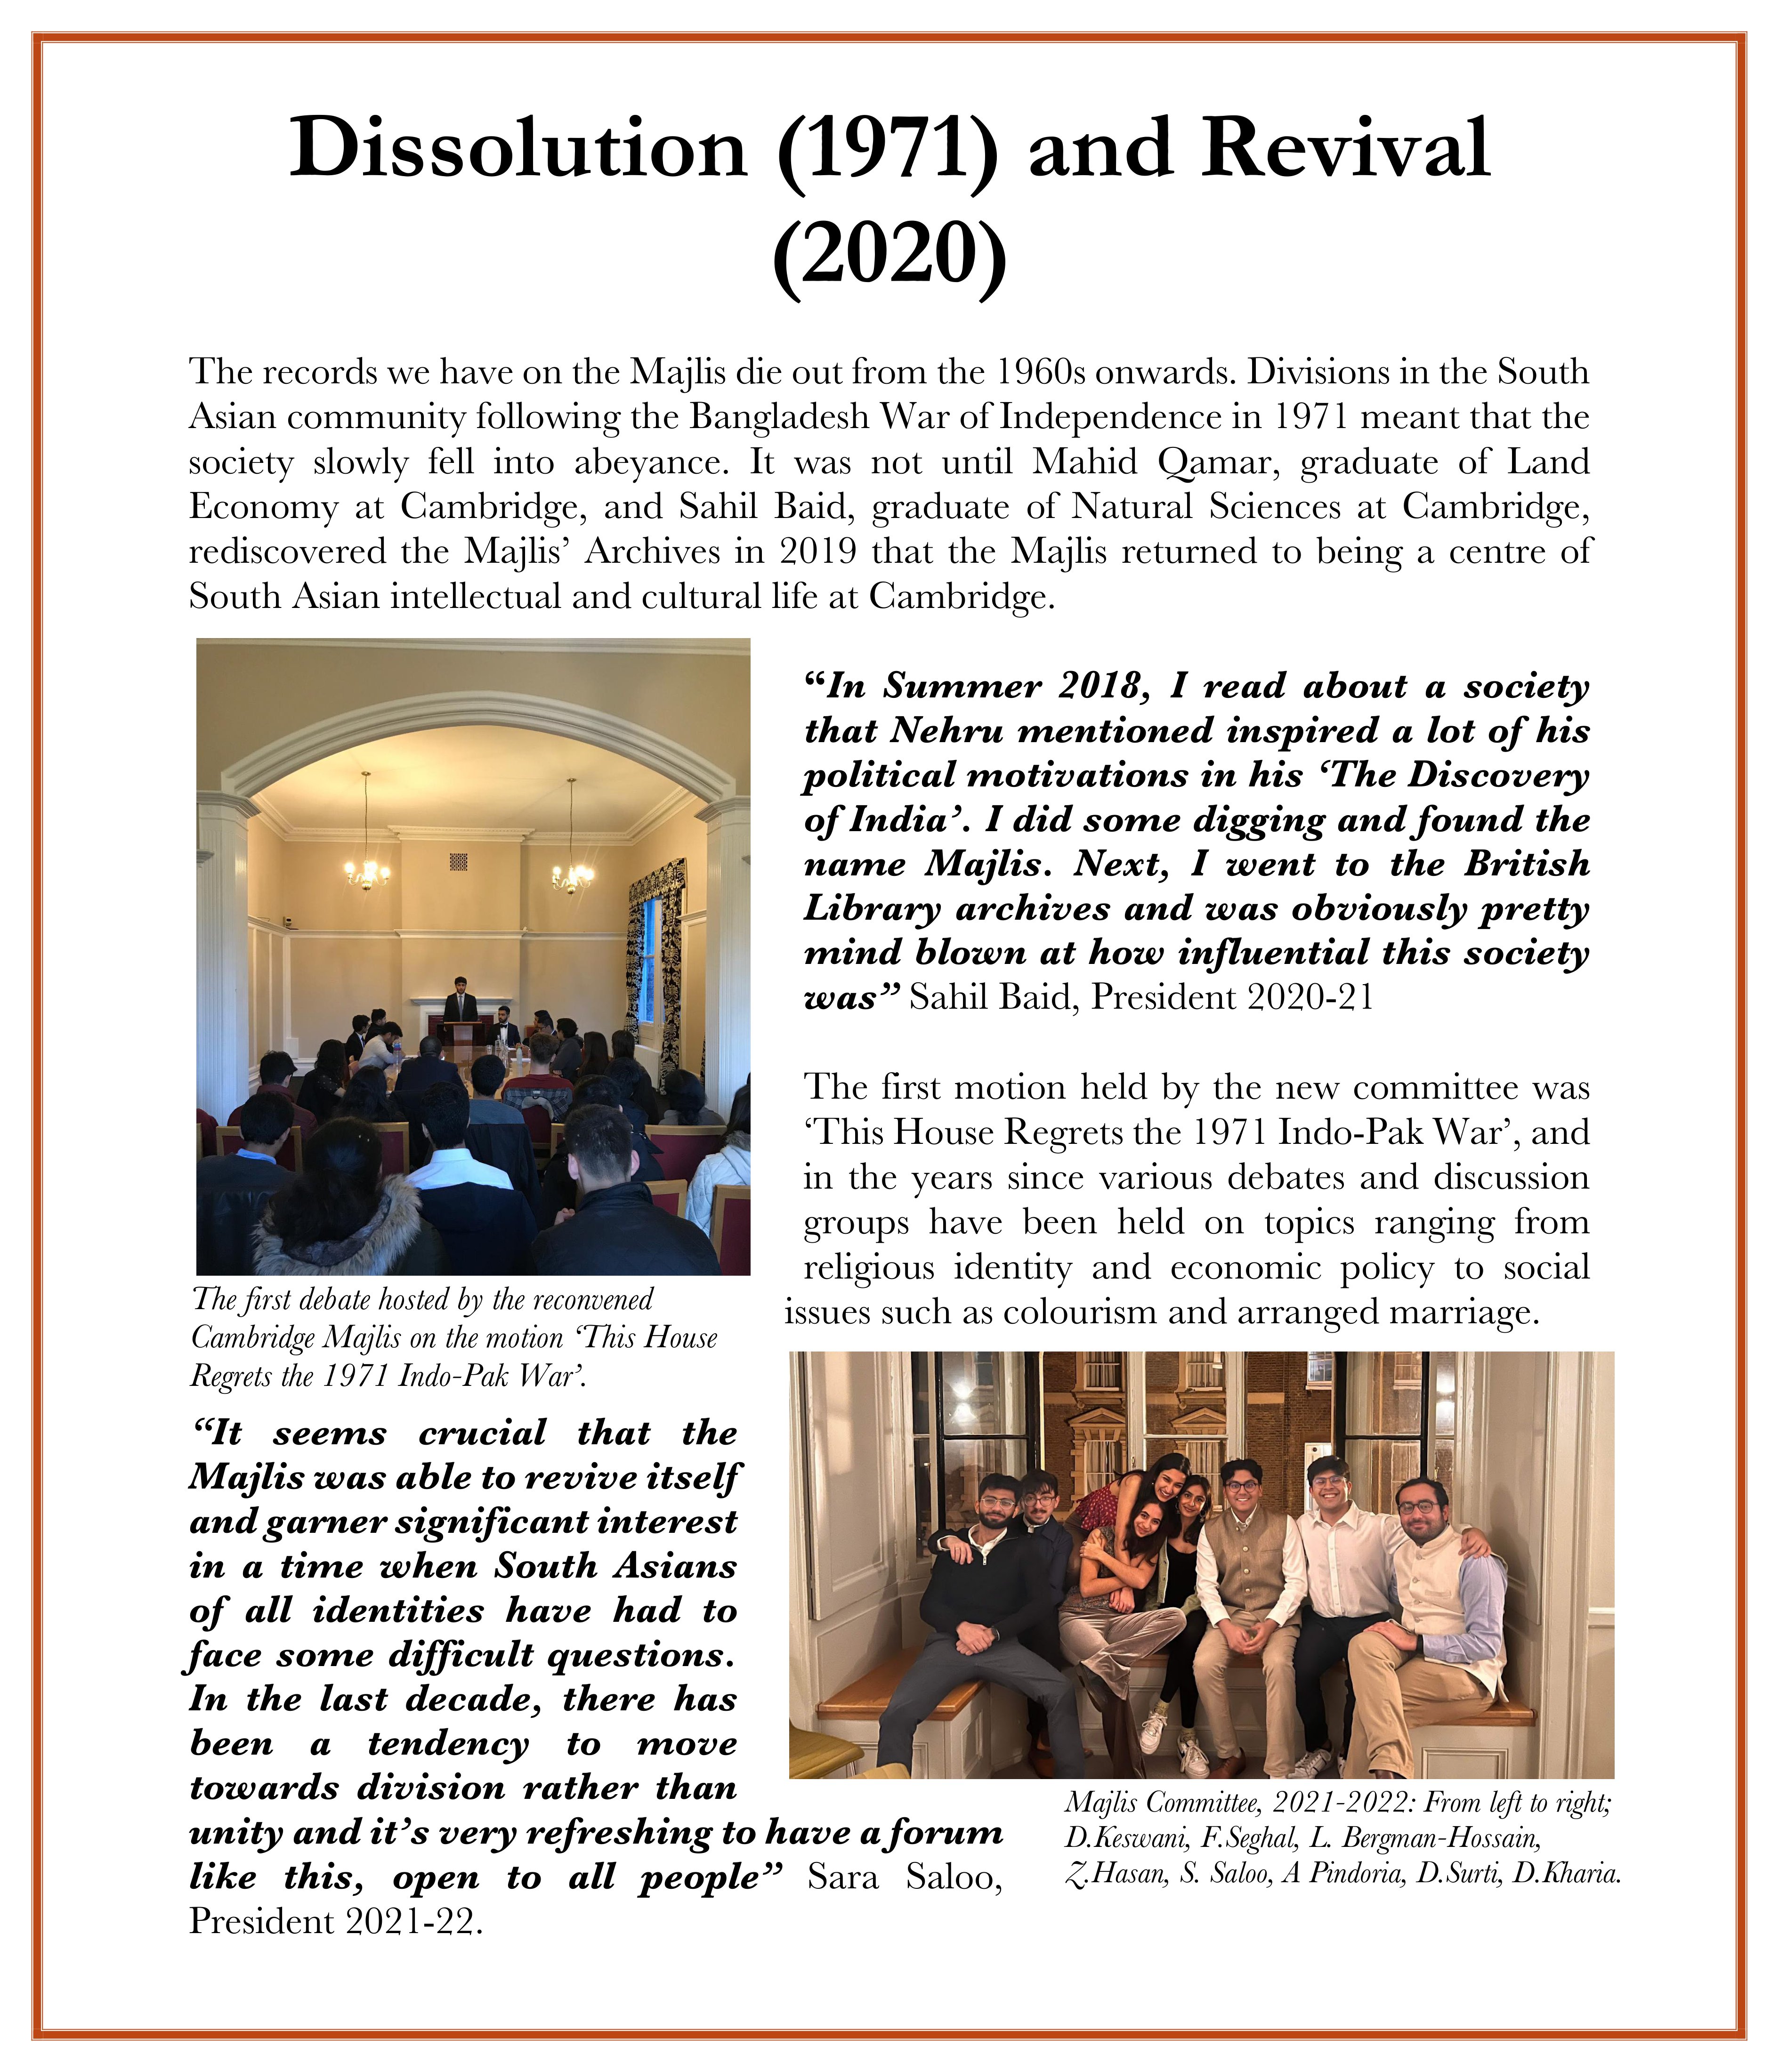 Dissolution (1971) and Revival
(2020)
The records we have on the Majlis die out from the 1960s onwards. Divisions in the South
Asian community following the Bangladesh War of Independence in 1971 meant that the
society slowly fell into abeyance. It was not until Mahid Qamar, graduate of Land
Economy at Cambridge, and Sahil Baid, graduate of Natural Sciences at Cambridge,
rediscovered the Majlis’ Archives in 2019 that the Majlis returned to being a centre of
South Asian intellectual and cultural life at Cambridge.
“In Summer 2018, I read about a society
that Nehru mentioned inspired a lot of his
political motivations in his ‘The Discovery
of India’. I did some digging and found the
name Majlis. Next, I went to the British
Library archives and was obviously pretty
mind blown at how influential this society
was” Sahil Baid, President 2020-21
The first motion held by the new committee was
‘This House Regrets the 1971 Indo-Pak War’, and
in the years since various debates and discussion
groups have been held on topics ranging from
religious identity and economic policy to social
issues such as colourism and arranged marriage.
The first debate hosted by the reconvened
Cambridge Majlis on the motion ‘This House
Regrets the 1971 Indo-Pak War’.
“It seems crucial that the
Majlis was able to revive itself
and garner significant interest
in a time when South Asians
of all identities have had to
face some difficult questions.
In the last decade, there has
been a tendency to move
towards division rather than
unity and it’s very refreshing to have a forum
like this, open to all people” Sara Saloo,
President 2021-22.
Majlis Committee, 2021-2022: From left to right;
D.Keswani, F.Seghal, L. Bergman-Hossain,
Z.Hasan, S. Saloo, A Pindoria, D.Surti, D.Kharia.